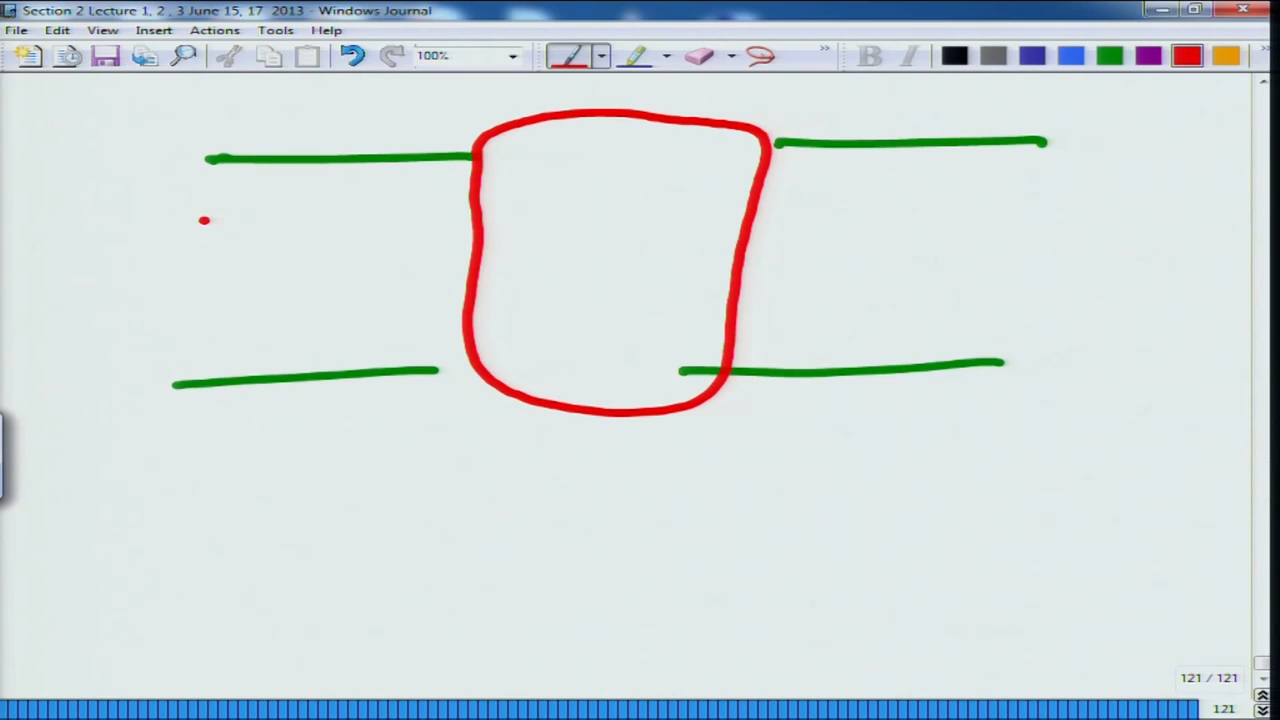 Section 2 Lecture 1, 2 , 3 June 15, 17 2013 - Windows Journal
File Edit View Insert Actions Tools Help
100% B I
121 / 121
121